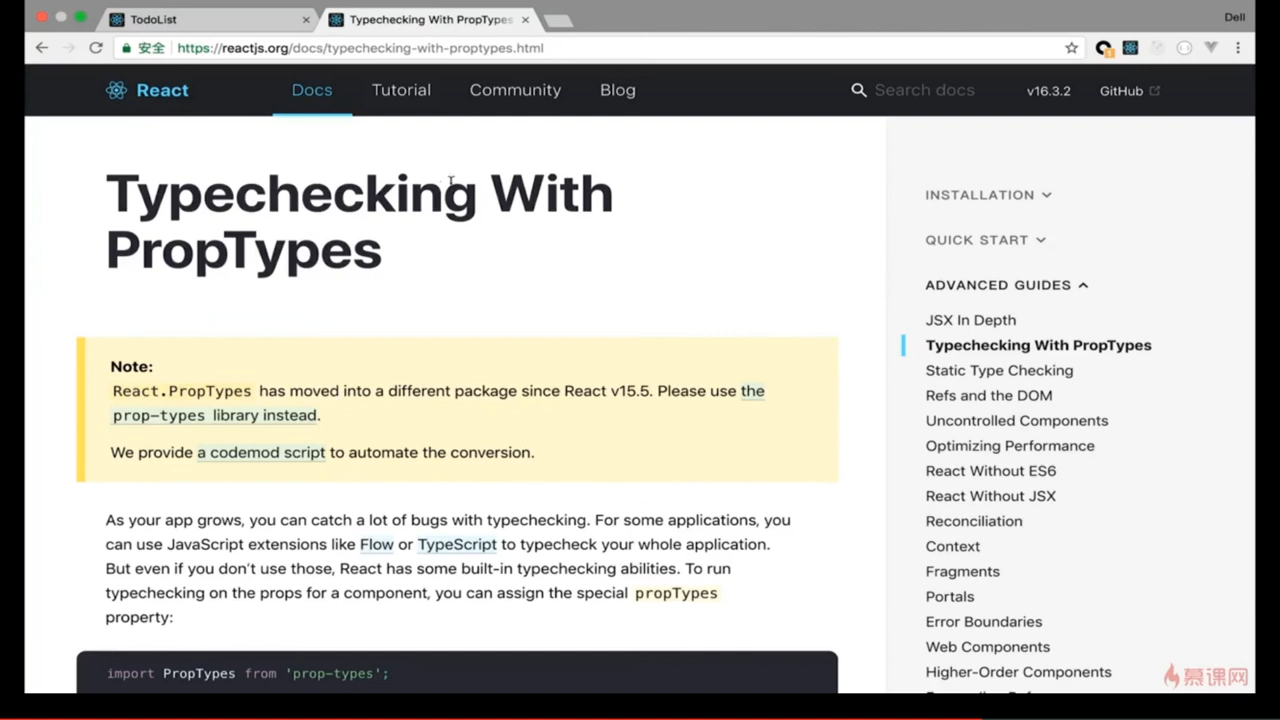 TodoList
Typechecking With PropTypes
Dell
安全 https://reactjs.org/docs/typechecking-with-proptypes.html
React
Docs
Tutorial
Community
Blog
Search docs
v16.3.2
GitHub
Typechecking With
PropTypes
Note:
React.PropTypes has moved into a different package since React v15.5. Please use the
prop-types library instead.
We provide a codemod script to automate the conversion.
As your app grows, you can catch a lot of bugs with typechecking. For some applications, you
can use JavaScript extensions like Flow or TypeScript to typecheck your whole application.
But even if you don’t use those, React has some built-in typechecking abilities. To run
typechecking on the props for a component, you can assign the special propTypes
property:
import PropTypes from 'prop-types';
INSTALLATION
QUICK START
ADVANCED GUIDES
JSX In Depth
Typechecking With PropTypes
Static Type Checking
Refs and the DOM
Uncontrolled Components
Optimizing Performance
React Without ES6
React Without JSX
Reconciliation
Context
Fragments
Portals
Error Boundaries
Web Components
Higher-Order Components
慕课网